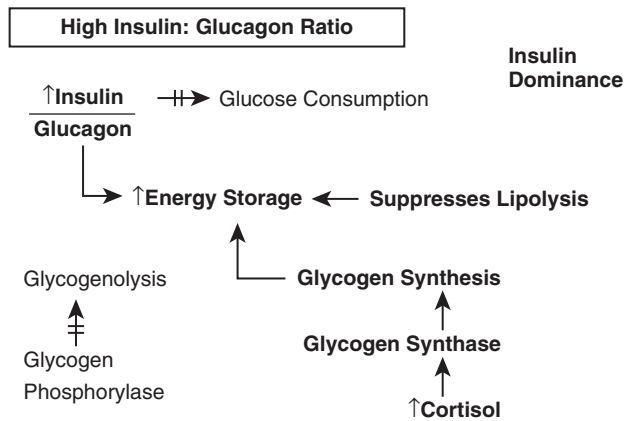 High Insulin: Glucagon Ratio
Insulin
Dominance
↑Insulin
Glucose Consumption
Glucagon
↑Energy Storage
Suppresses Lipolysis
Glycogenolysis
Glycogen Synthesis
Glycogen Synthase
Glycogen
Phosphorylase
↑Cortisol